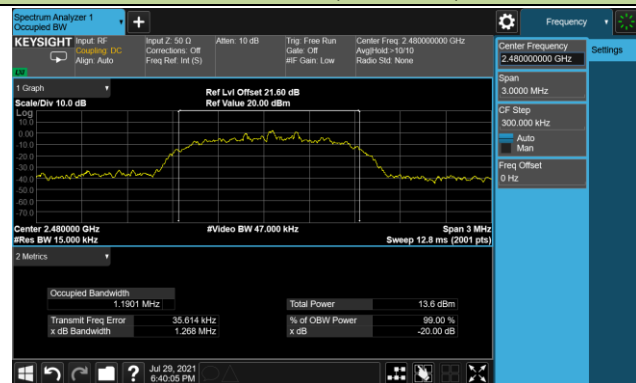 Spectrum Analyzer 1
Occupied BW
Frequency
KEYSIGHT
Input: RF
Coupling: DC
Align: Auto
Input Z: 50 Ω
Corrections: Off
Freq Ref: Int (S)
Atten: 10 dB
Trig: Free Run
Gate: Off
#IF Gain: Low
Center Freq: 2.480000000 GHz
Avg|Hold:>10/10
Radio Std: None
Center Frequency
2.480000000 GHz
Settings
Span
3.0000 MHz
CF Step
300.000 kHz
Auto
Man
Freq Offset
0 Hz
1 Graph
Scale/Div 10.0 dB
Ref Lvl Offset 21.60 dB
Ref Value 20.00 dBm
Log
10.0
0.00
-10.0
-20.0
-30.0
-40.0
-50.0
-60.0
-70.0
Center 2.480000 GHz
#Res BW 15.000 kHz
#Video BW 47.000 kHz
Span 3 MHz
Sweep 12.8 ms (2001 pts)
2 Metrics
Occupied Bandwidth
1.1901 MHz
Total Power 13.6 dBm
Transmit Freq Error 35.614 kHz
% of OBW Power 99.00 %
x dB Bandwidth 1.268 MHz
x dB -20.00 dB
Jul 29, 2021
6:40:05 PM